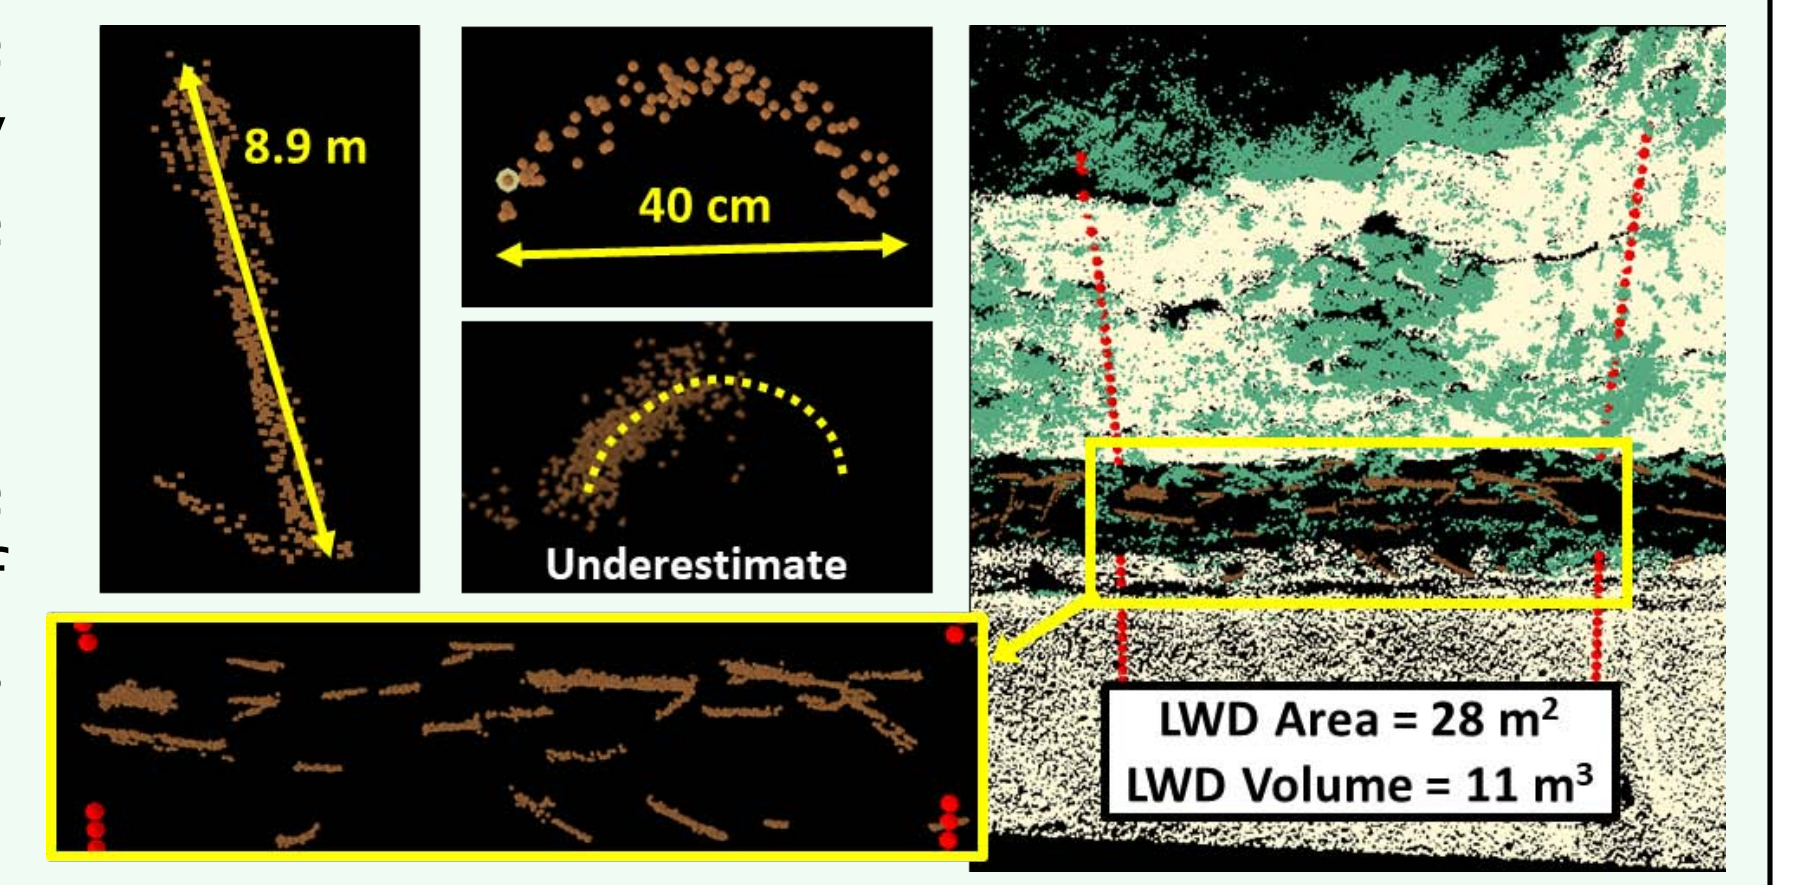 8.9 m
40 cm
Underestimate
LWD Area = 28 m²
LWD Volume = 11 m³